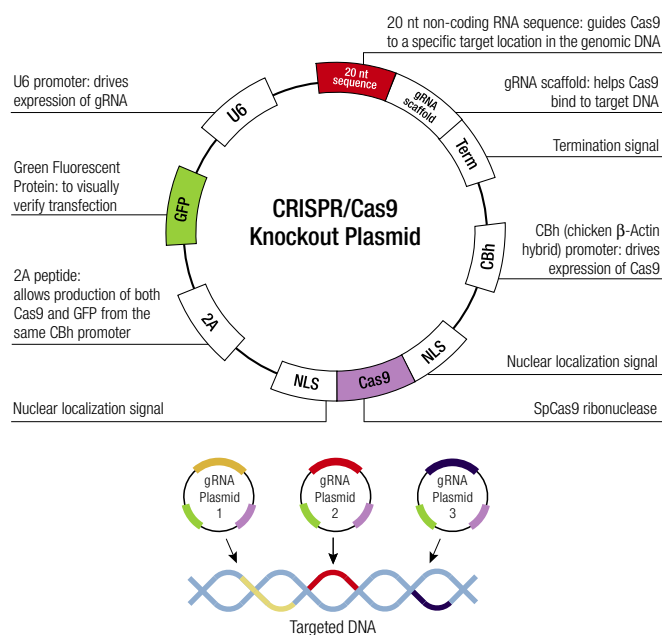 20 nt non-coding RNA sequence: guides Cas9
to a specific target location in the genomic DNA
U6 promoter: drives
expression of gRNA
20 nt
sequence
gRNA
scaffold
gRNA scaffold: helps Cas9
bind to target DNA
U6
Term
Termination signal
Green Fluorescent
Protein: to visually
verify transfection
GFP
CRISPR/Cas9
Knockout Plasmid
CBh
CBh (chicken β-Actin
hybrid) promoter: drives
expression of Cas9
2A peptide:
allows production of both
Cas9 and GFP from the
same CBh promoter
2A
NLS
Cas9
NLS
Nuclear localization signal
Nuclear localization signal
SpCas9 ribonuclease
gRNA
Plasmid
1
gRNA
Plasmid
2
gRNA
Plasmid
3
Targeted DNA